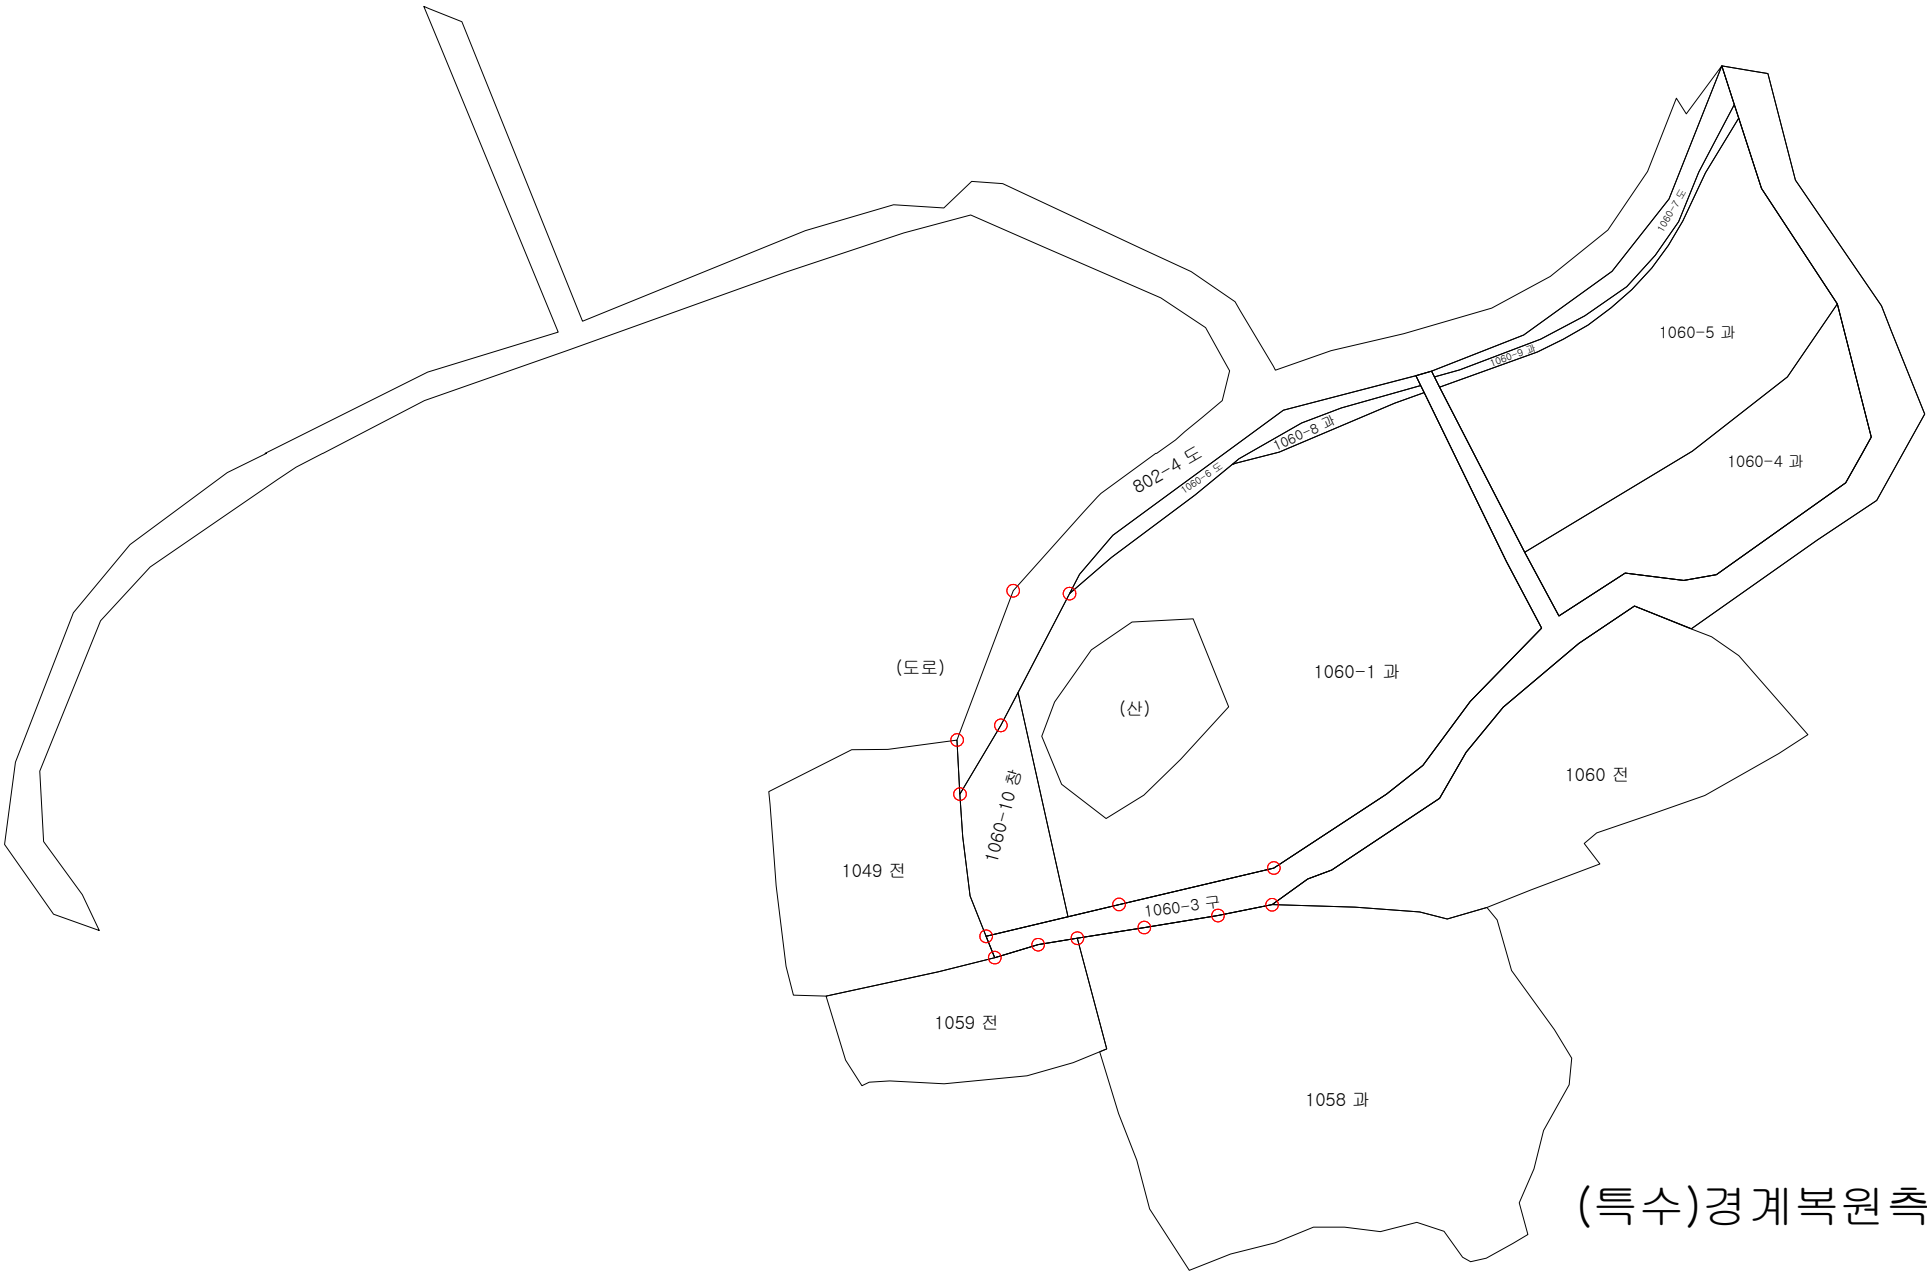 1060-7 도
1060-5 과
1060-9 과
1060-8 과
802-4 도
1060-6 도
1060-4 과
(도로)
1060-1 과
(산)
1060-10 창
1060 전
1049 전
1060-3 구
1059 전
1058 과
(특수)경계복원측